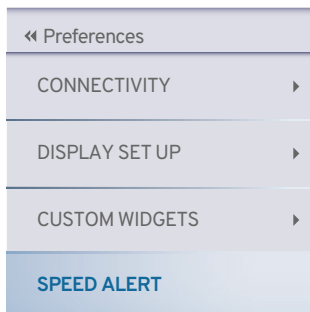 Preferences
CONNECTIVITY
DISPLAY SET UP
CUSTOM WIDGETS
SPEED ALERT